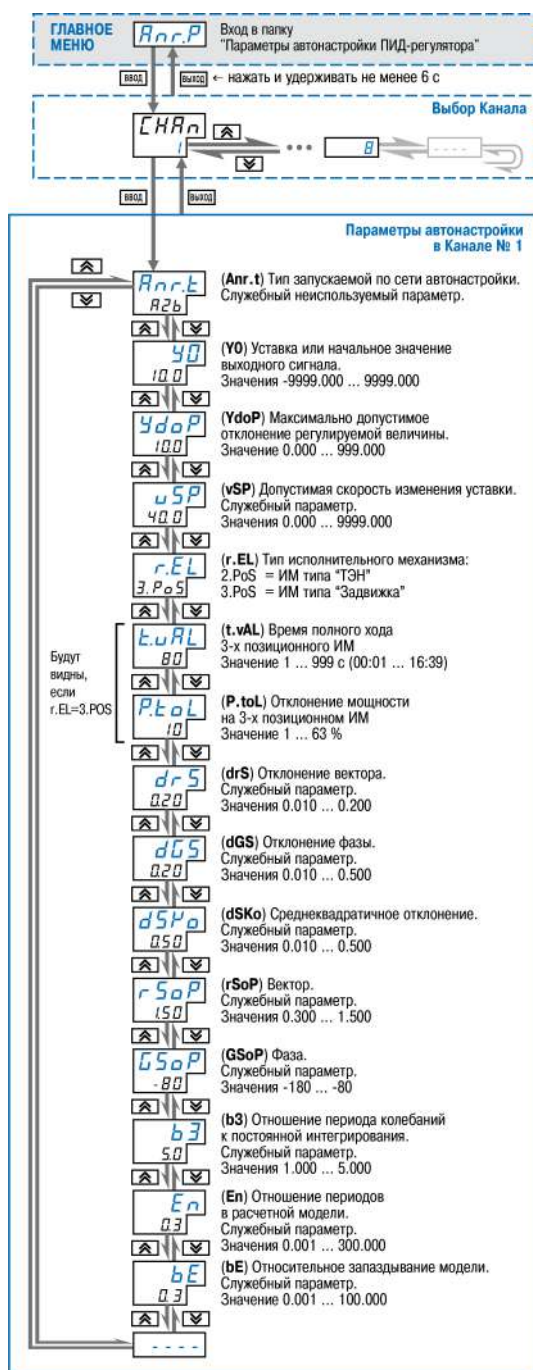 ГЛАВНОЕ МЕНЮ
Anr.P
Вход в папку
"Параметры автонастройки ПИД-регулятора"
ВВОД
ВЫХОД ← нажать и удерживать не менее 6 с
Выбор Канала
CHAn
1
8
- - - -
ВВОД
ВЫХОД
Параметры автонастройки
в Канале № 1
Anr.t
A2b
(Anr.t) Тип запускаемой по сети автонастройки.
Служебный неиспользуемый параметр.
Y0
10.0
(Y0) Уставка или начальное значение
выходного сигнала.
Значения -9999.000 ... 9999.000
YdoP
10.0
(YdoP) Максимально допустимое
отклонение регулируемой величины.
Значение 0.000 ... 999.000
vSP
40.0
(vSP) Допустимая скорость изменения уставки.
Служебный параметр.
Значения 0.000 ... 9999.000
r.EL
3.PoS
(r.EL) Тип исполнительного механизма:
2.PoS = ИМ типа "ТЭН"
3.PoS = ИМ типа "Задвижка"
Будут
видны,
если
r.EL=3.POS
t.vAL
80
(t.vAL) Время полного хода
3-х позиционного ИМ
Значение 1 ... 999 с (00:01 ... 16:39)
P.toL
10
(P.toL) Отклонение мощности
на 3-х позиционном ИМ
Значение 1 ... 63 %
drS
0.20
(drS) Отклонение вектора.
Служебный параметр.
Значения 0.010 ... 0.200
dGS
0.20
(dGS) Отклонение фазы.
Служебный параметр.
Значения 0.010 ... 0.500
dSKo
0.50
(dSKo) Среднеквадратичное отклонение.
Служебный параметр.
Значения 0.010 ... 0.500
rSoP
1.50
(rSoP) Вектор.
Служебный параметр.
Значения 0.300 ... 1.500
GSoP
-80
(GSoP) Фаза.
Служебный параметр.
Значения -180 ... -80
b3
5.0
(b3) Отношение периода колебаний
к постоянной интегрирования.
Служебный параметр.
Значения 1.000 ... 5.000
En
0.3
(En) Отношение периодов
в расчетной модели.
Служебный параметр.
Значения 0.001 ... 300.000
bE
0.3
(bE) Относительное запаздывание модели.
Служебный параметр.
Значение 0.001 ... 100.000
- - - -